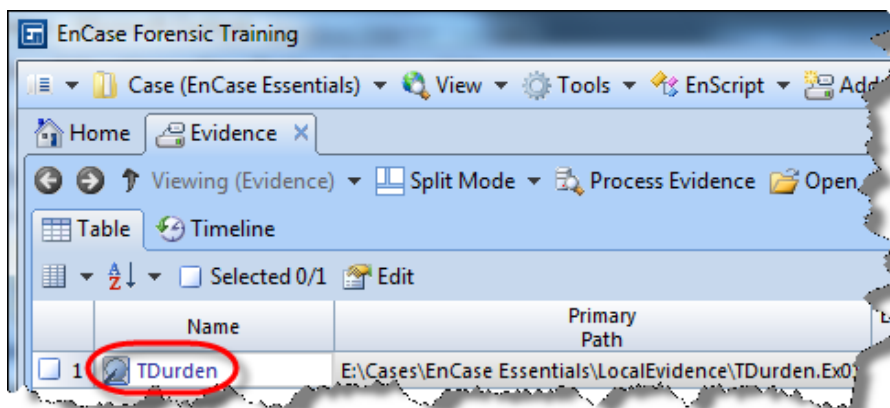 EnCase Forensic Training
Case (EnCase Essentials) View Tools EnScript
Home Evidence
Viewing (Evidence) Split Mode Process Evidence Open
Table Timeline
Selected 0/1 Edit
Name Primary
Path
1 TDurden E:\Cases\EnCase Essentials\LocalEvidence\TDurden.Ex0